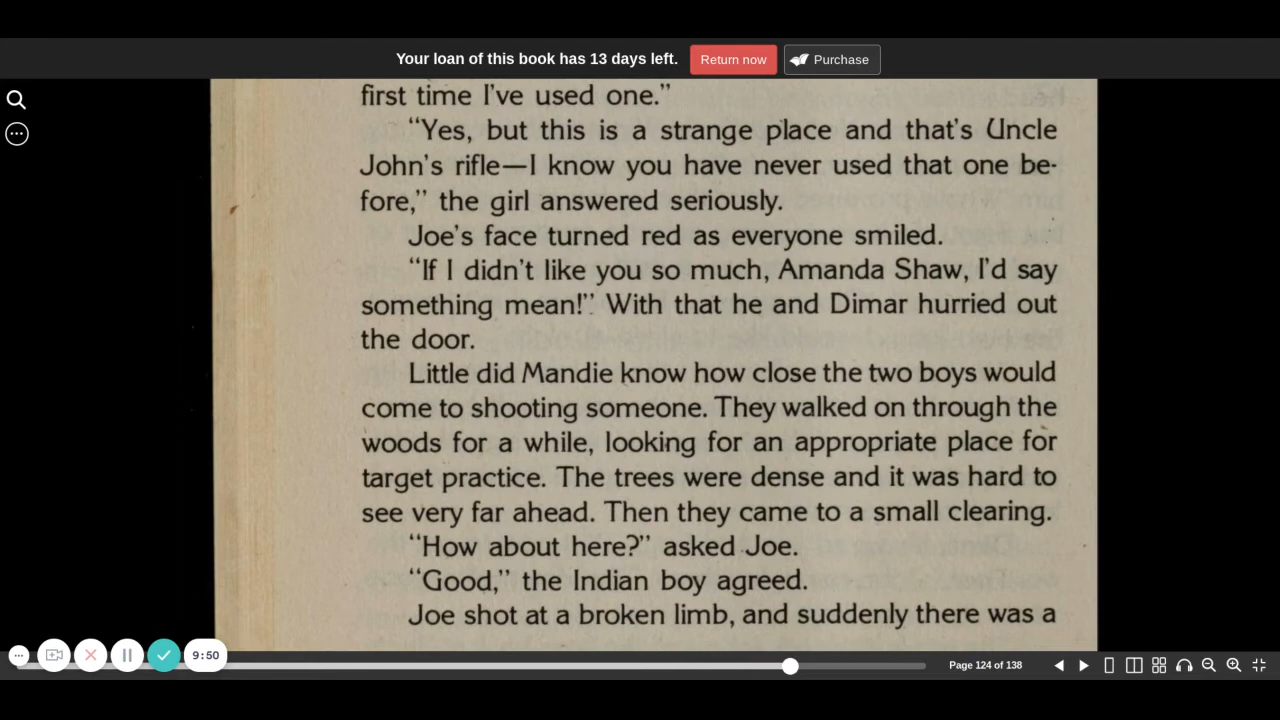 Your loan of this book has 13 days left. Return now Purchase
first time I've used one.”
“Yes, but this is a strange place and that's Uncle
John's rifle—I know you have never used that one be-
fore,” the girl answered seriously.
Joe's face turned red as everyone smiled.
“If I didn't like you so much, Amanda Shaw, I'd say
something mean!” With that he and Dimar hurried out
the door.
Little did Mandie know how close the two boys would
come to shooting someone. They walked on through the
woods for a while, looking for an appropriate place for
target practice. The trees were dense and it was hard to
see very far ahead. Then they came to a small clearing.
“How about here?” asked Joe.
“Good,” the Indian boy agreed.
Joe shot at a broken limb, and suddenly there was a
9:50
Page 124 of 138